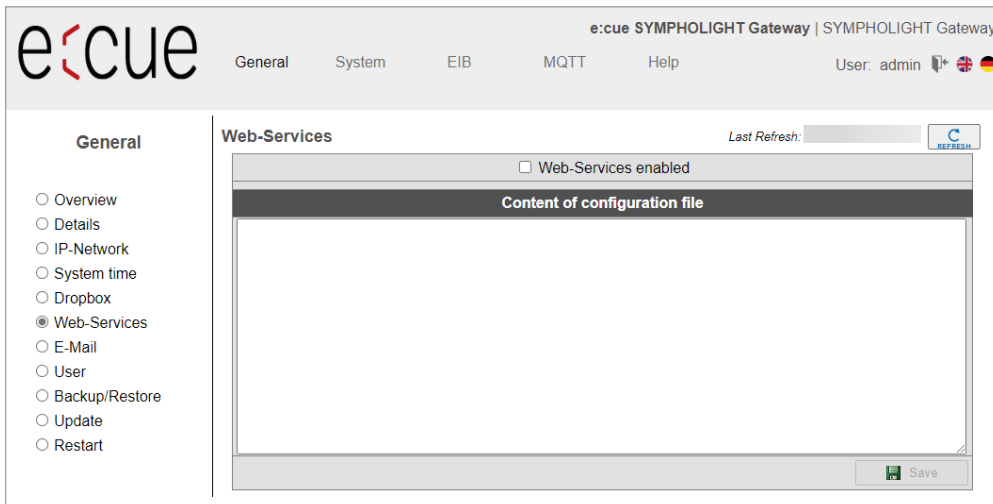 e:cue
e:cue SYMPHOLIGHT Gateway | SYMPHOLIGHT Gateway
General System EIB MQTT Help User: admin
General
Overview
Details
IP-Network
System time
Dropbox
Web-Services
E-Mail
User
Backup/Restore
Update
Restart
Web-Services Last Refresh: REFRESH
Web-Services enabled
Content of configuration file
Save